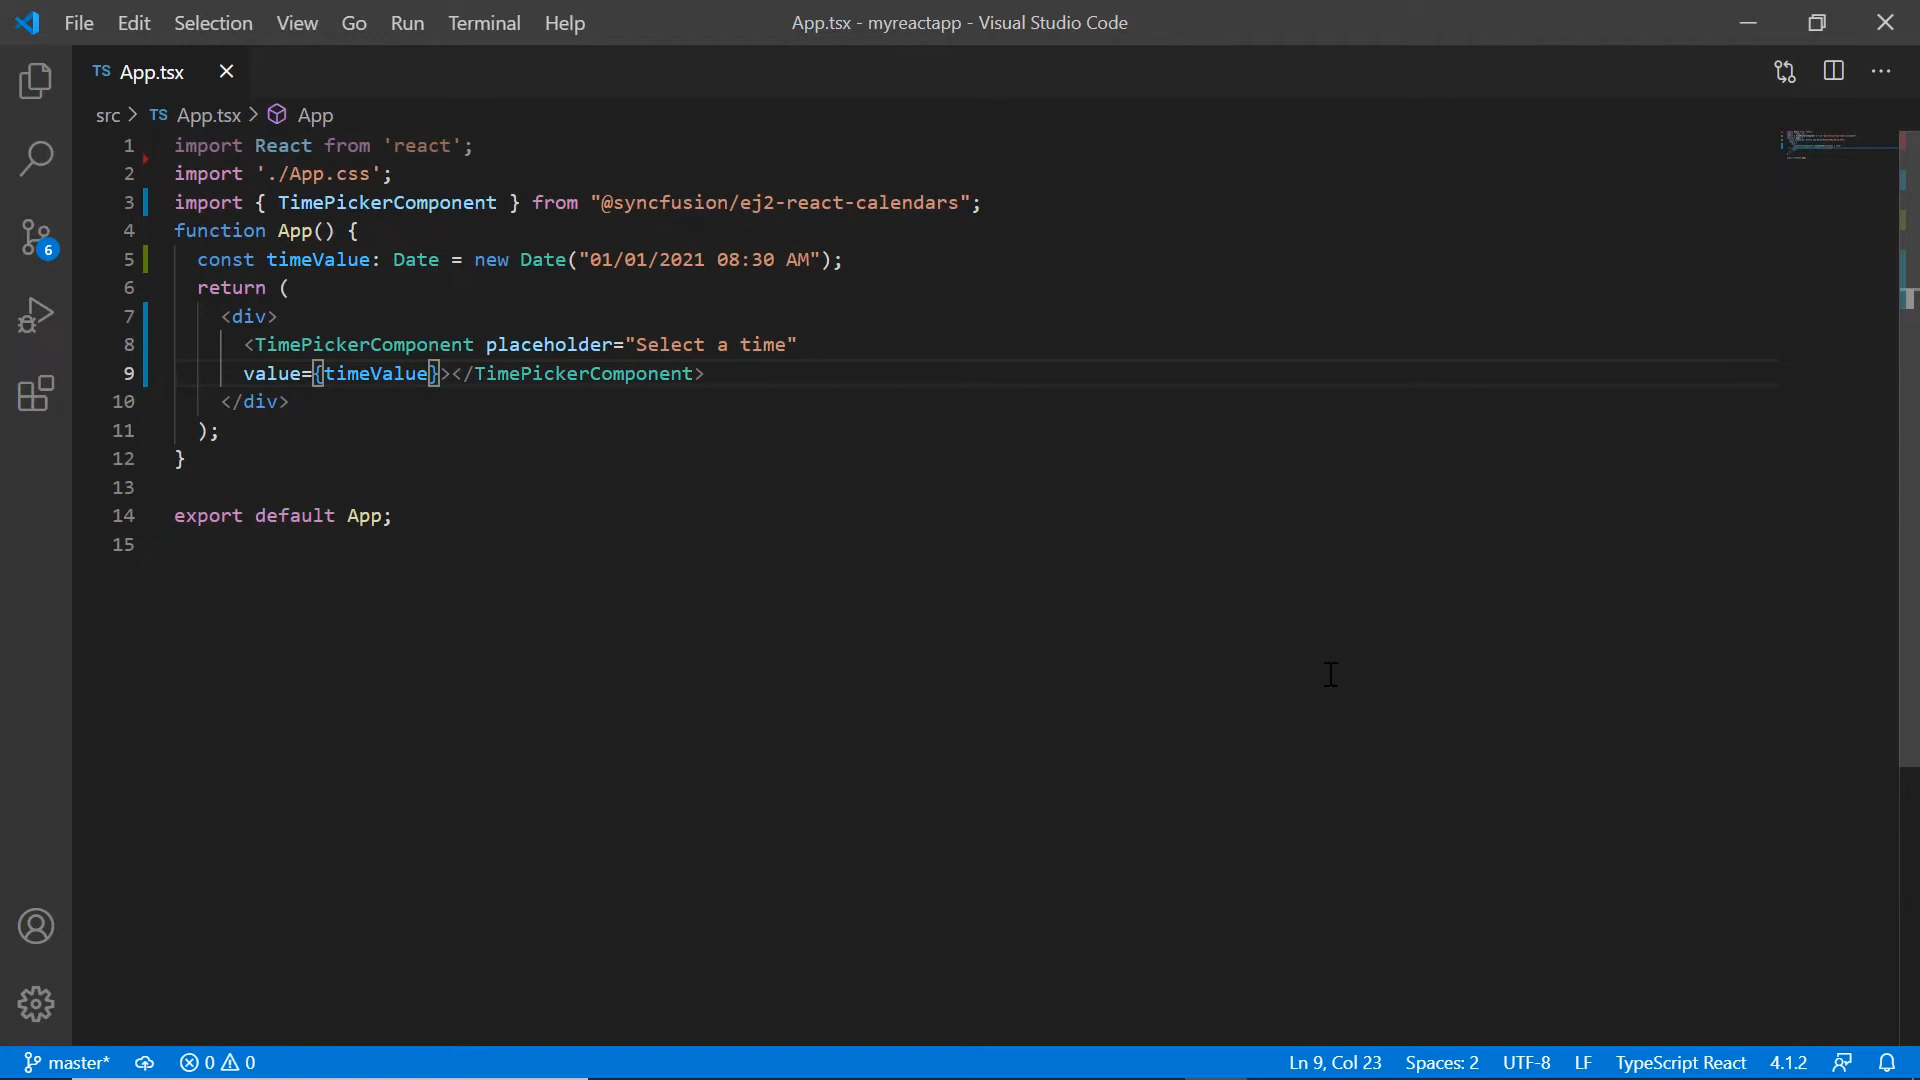 File Edit Selection View Go Run Terminal Help App.tsx - myreactapp - Visual Studio Code
TS App.tsx
src > TS App.tsx > App
1 import React from 'react';
2 import './App.css';
3 import { TimePickerComponent } from "@syncfusion/ej2-react-calendars";
4 function App() {
5 const timeValue: Date = new Date("01/01/2021 08:30 AM");
6 return (
7 <div>
8 <TimePickerComponent placeholder="Select a time"
9 value={timeValue}></TimePickerComponent>
10 </div>
11 );
12 }
13
14 export default App;
15
6
master* 0 0 Ln 9, Col 23 Spaces: 2 UTF-8 LF TypeScript React 4.1.2